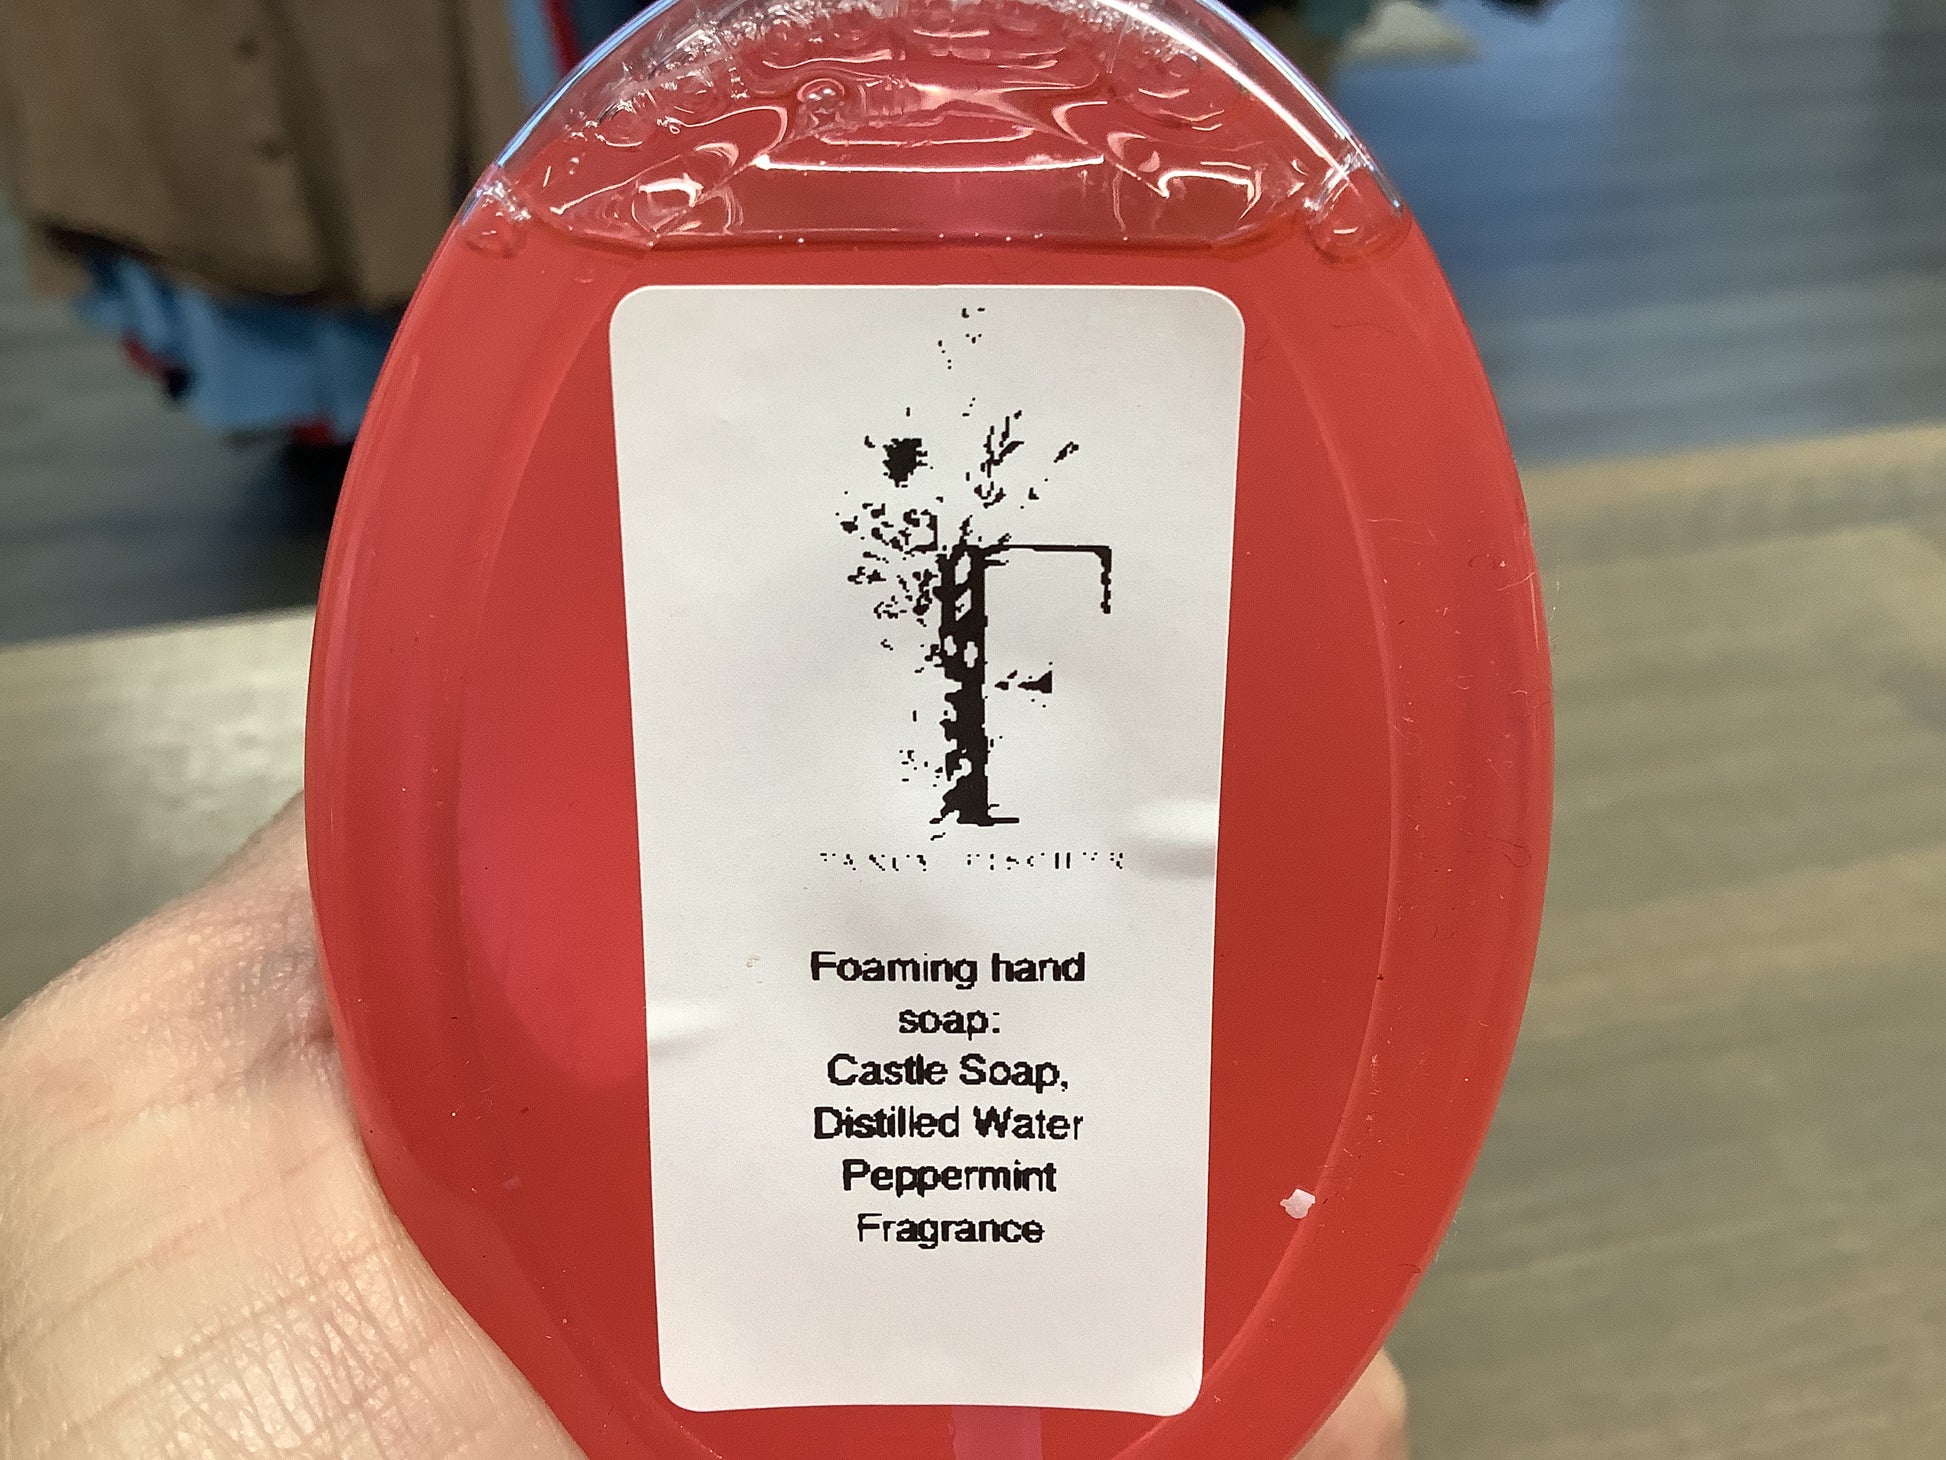 Foaming hand
soap:
Castle Soap,
Distilled Water
Peppermint
Fragrance